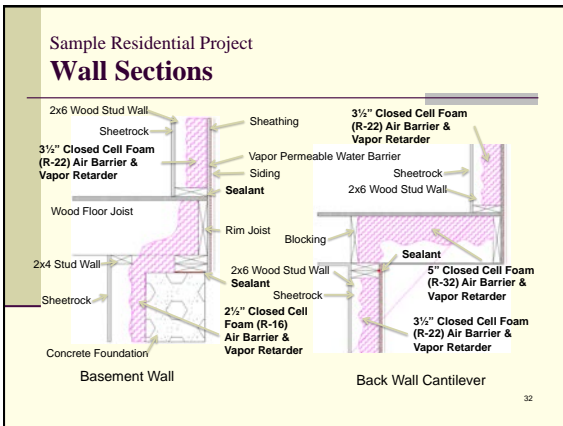 Sample Residential Project
Wall Sections
2x6 Wood Stud Wall
Sheetrock
3½” Closed Cell Foam
(R-22) Air Barrier &
Vapor Retarder
Sheathing
Vapor Permeable Water Barrier
Siding
Sealant
Wood Floor Joist
Rim Joist
2x4 Stud Wall
Sealant
Sheetrock
2½” Closed Cell
Foam (R-16)
Air Barrier &
Vapor Retarder
Concrete Foundation
Basement Wall
3½” Closed Cell Foam
(R-22) Air Barrier &
Vapor Retarder
Sheetrock
2x6 Wood Stud Wall
Blocking
Sealant
2x6 Wood Stud Wall
Sheetrock
5” Closed Cell Foam
(R-32) Air Barrier &
Vapor Retarder
3½” Closed Cell Foam
(R-22) Air Barrier &
Vapor Retarder
Back Wall Cantilever
32